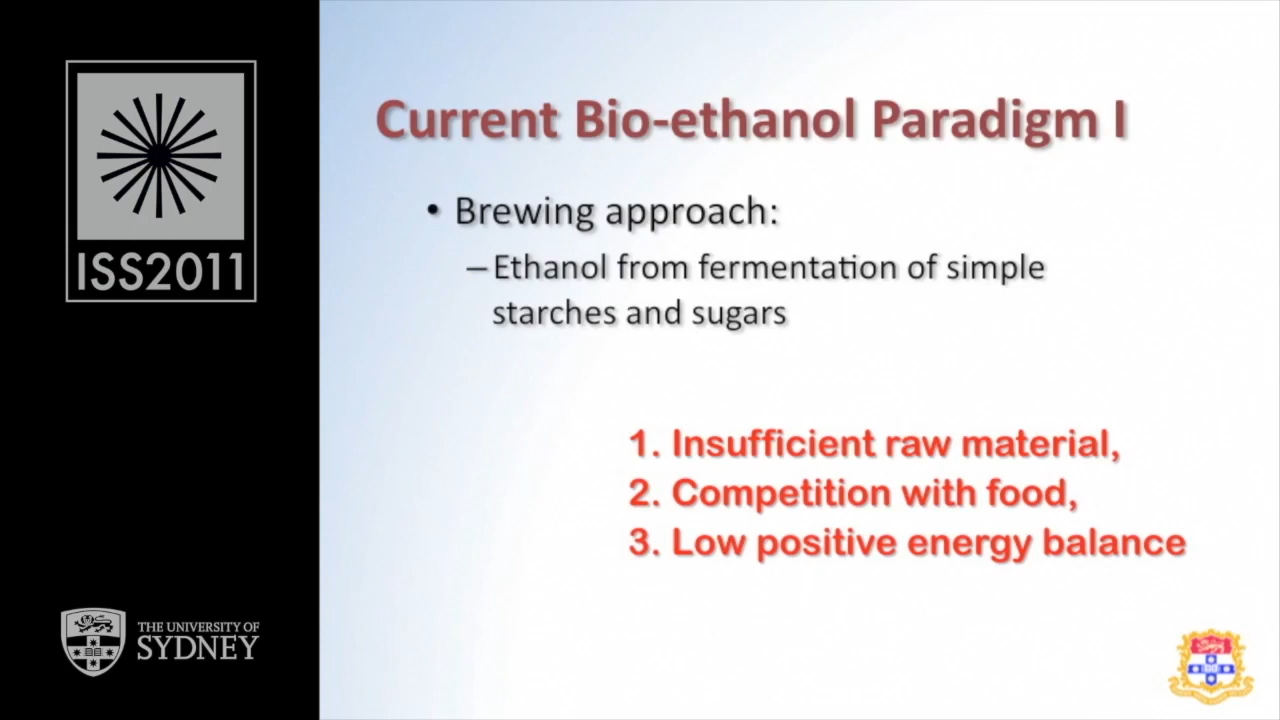 ISS2011
THE UNIVERSITY OF
SYDNEY
Current Bio-ethanol Paradigm I
• Brewing approach:
– Ethanol from fermentation of simple
starches and sugars
1. Insufficient raw material,
2. Competition with food,
3. Low positive energy balance